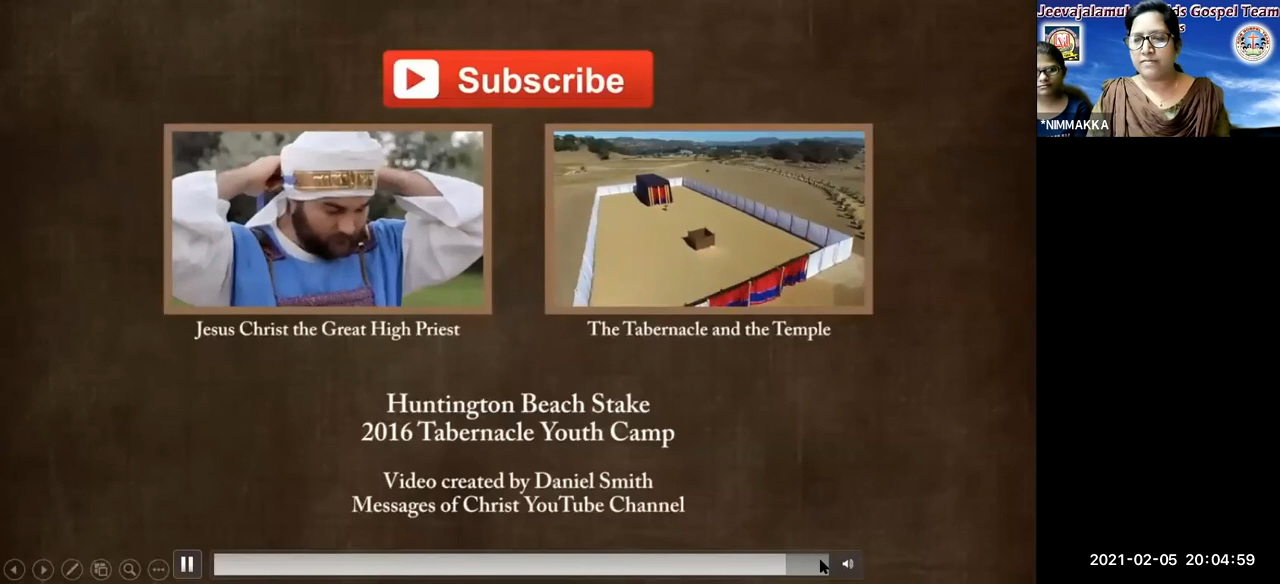 Subscribe
Jesus Christ the Great High Priest
The Tabernacle and the Temple
Huntington Beach Stake
2016 Tabernacle Youth Camp
Video created by Daniel Smith
Messages of Christ YouTube Channel
Gospel Team
*NIMMAKKA
2021-02-05 20:04:59